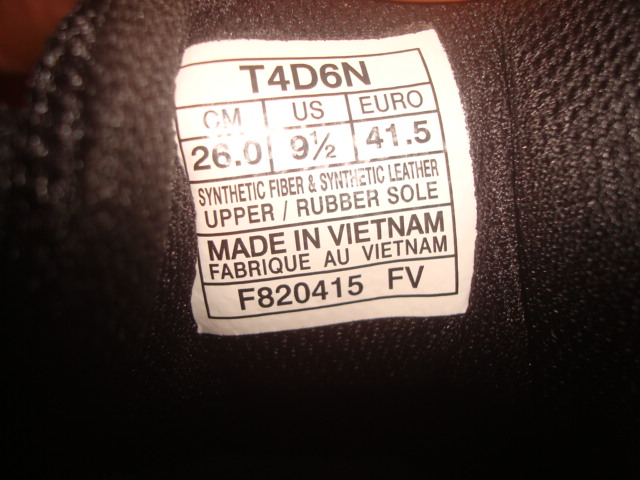 T4D6N
CM US EURO
26.0 9½ 41.5
SYNTHETIC FIBER & SYNTHETIC LEATHER
UPPER / RUBBER SOLE
MADE IN VIETNAM
FABRIQUE AU VIETNAM
F820415 FV